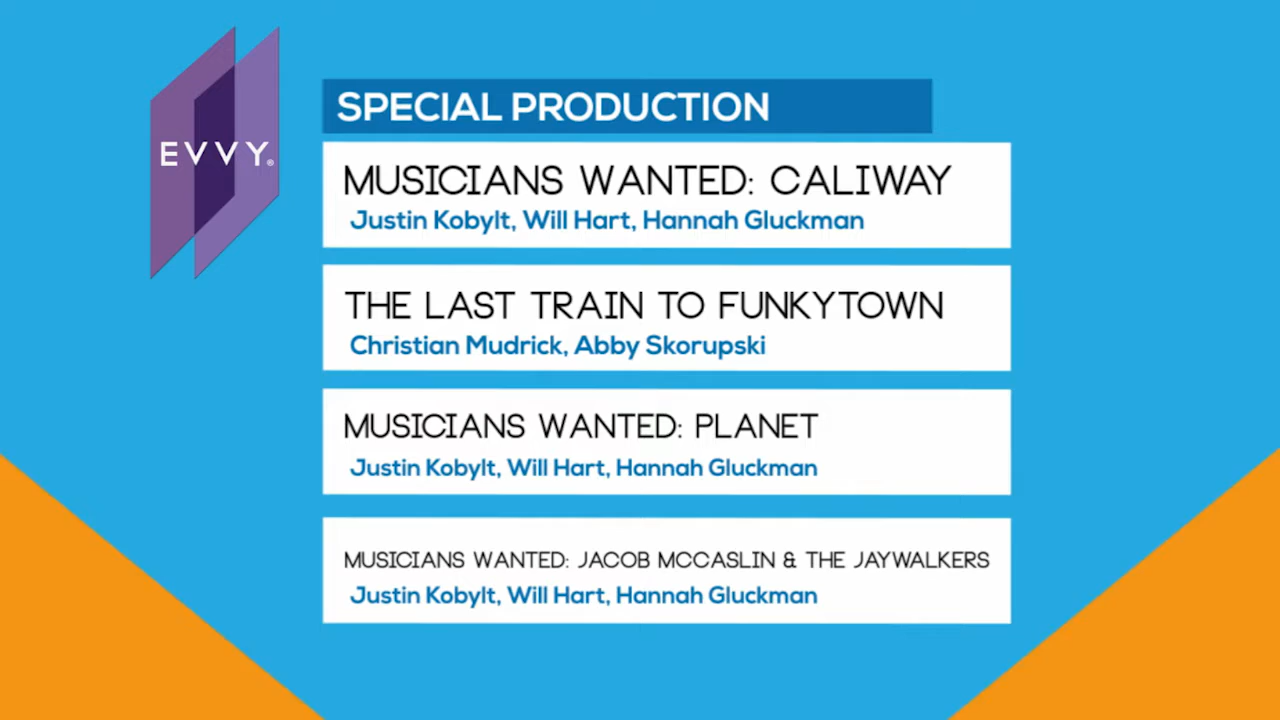 EVVY®
SPECIAL PRODUCTION
MUSICIANS WANTED: CALIWAY
Justin Kobylt, Will Hart, Hannah Gluckman
THE LAST TRAIN TO FUNKYTOWN
Christian Mudrick, Abby Skorupski
MUSICIANS WANTED: PLANET
Justin Kobylt, Will Hart, Hannah Gluckman
MUSICIANS WANTED: JACOB MCCASLIN & THE JAYWALKERS
Justin Kobylt, Will Hart, Hannah Gluckman